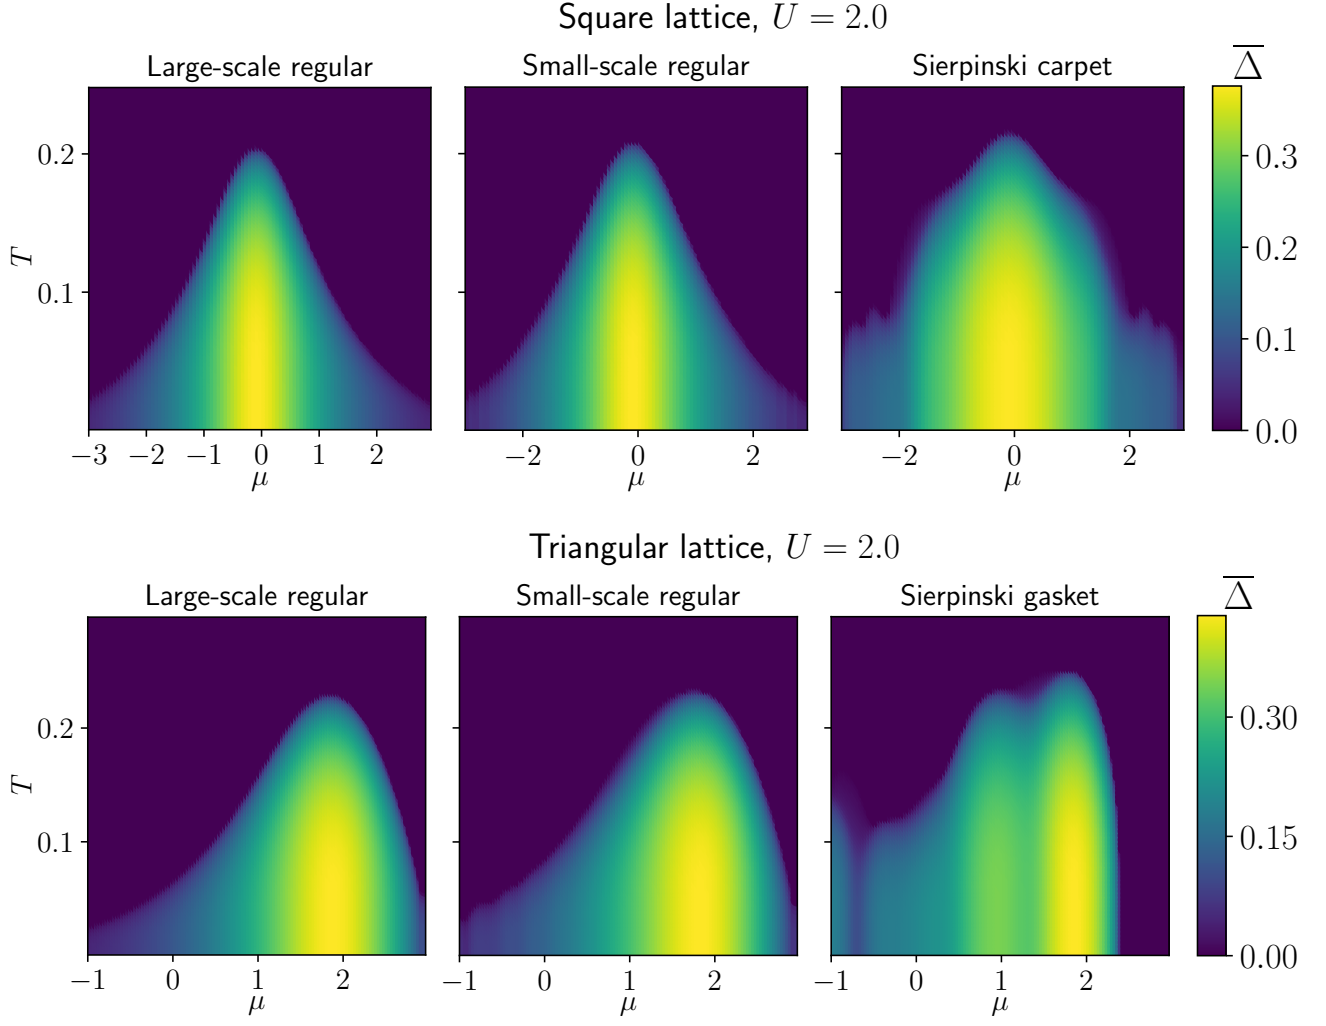 Square lattice, U = 2.0
Large-scale regular
Small-scale regular
Sierpinski carpet
Δ̅
0.2
0.1
T
0.3
0.2
0.1
0.0
−3 −2 −1 0 1 2
−2 0 2
−2 0 2
μ
μ
μ
Triangular lattice, U = 2.0
Large-scale regular
Small-scale regular
Sierpinski gasket
Δ̅
0.2
0.1
T
0.30
0.15
0.00
−1 0 1 2
−1 0 1 2
−1 0 1 2
μ
μ
μ